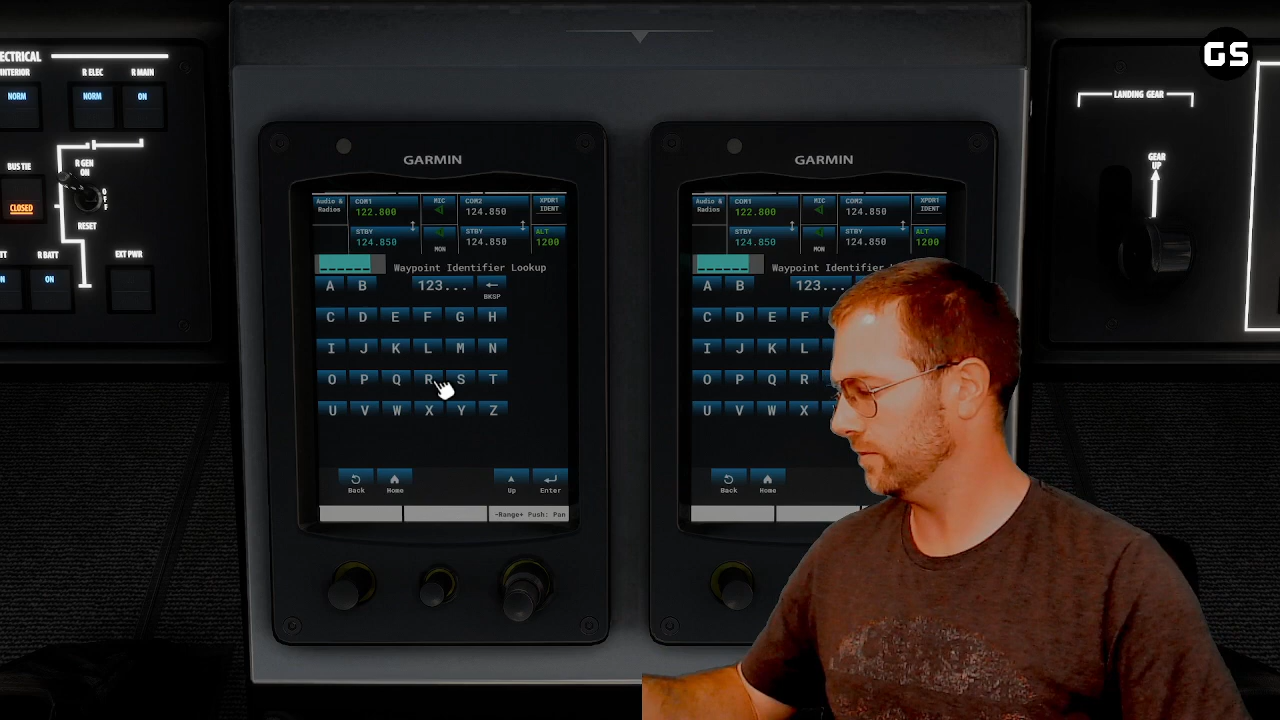 GS
ELECTRICAL
INTERIOR R ELEC R MAIN
NORM NORM ON
BUS TIE
R GEN
ON
OFF
RESET
CLOSED
R BATT EXT PWR
ON
LANDING GEAR
GEAR
UP
GARMIN
Audio &
Radios
COM1
122.800
MIC
COM2
124.850
XPDR1
IDENT
STBY
124.850
MON
STBY
124.850
ALT
1200
Waypoint Identifier Lookup
A B 123... BKSP
C D E F G H
I J K L M N
O P Q R S T
U V W X Y Z
Back Home Up Enter
-Range+ Push: Pan
GARMIN
Audio &
Radios
COM1
122.800
MIC
COM2
124.850
XPDR1
IDENT
STBY
124.850
MON
STBY
124.850
ALT
1200
Waypoint Identifier
A B 123...
C D E F
I J K L
O P Q R
U V W X
Back Home